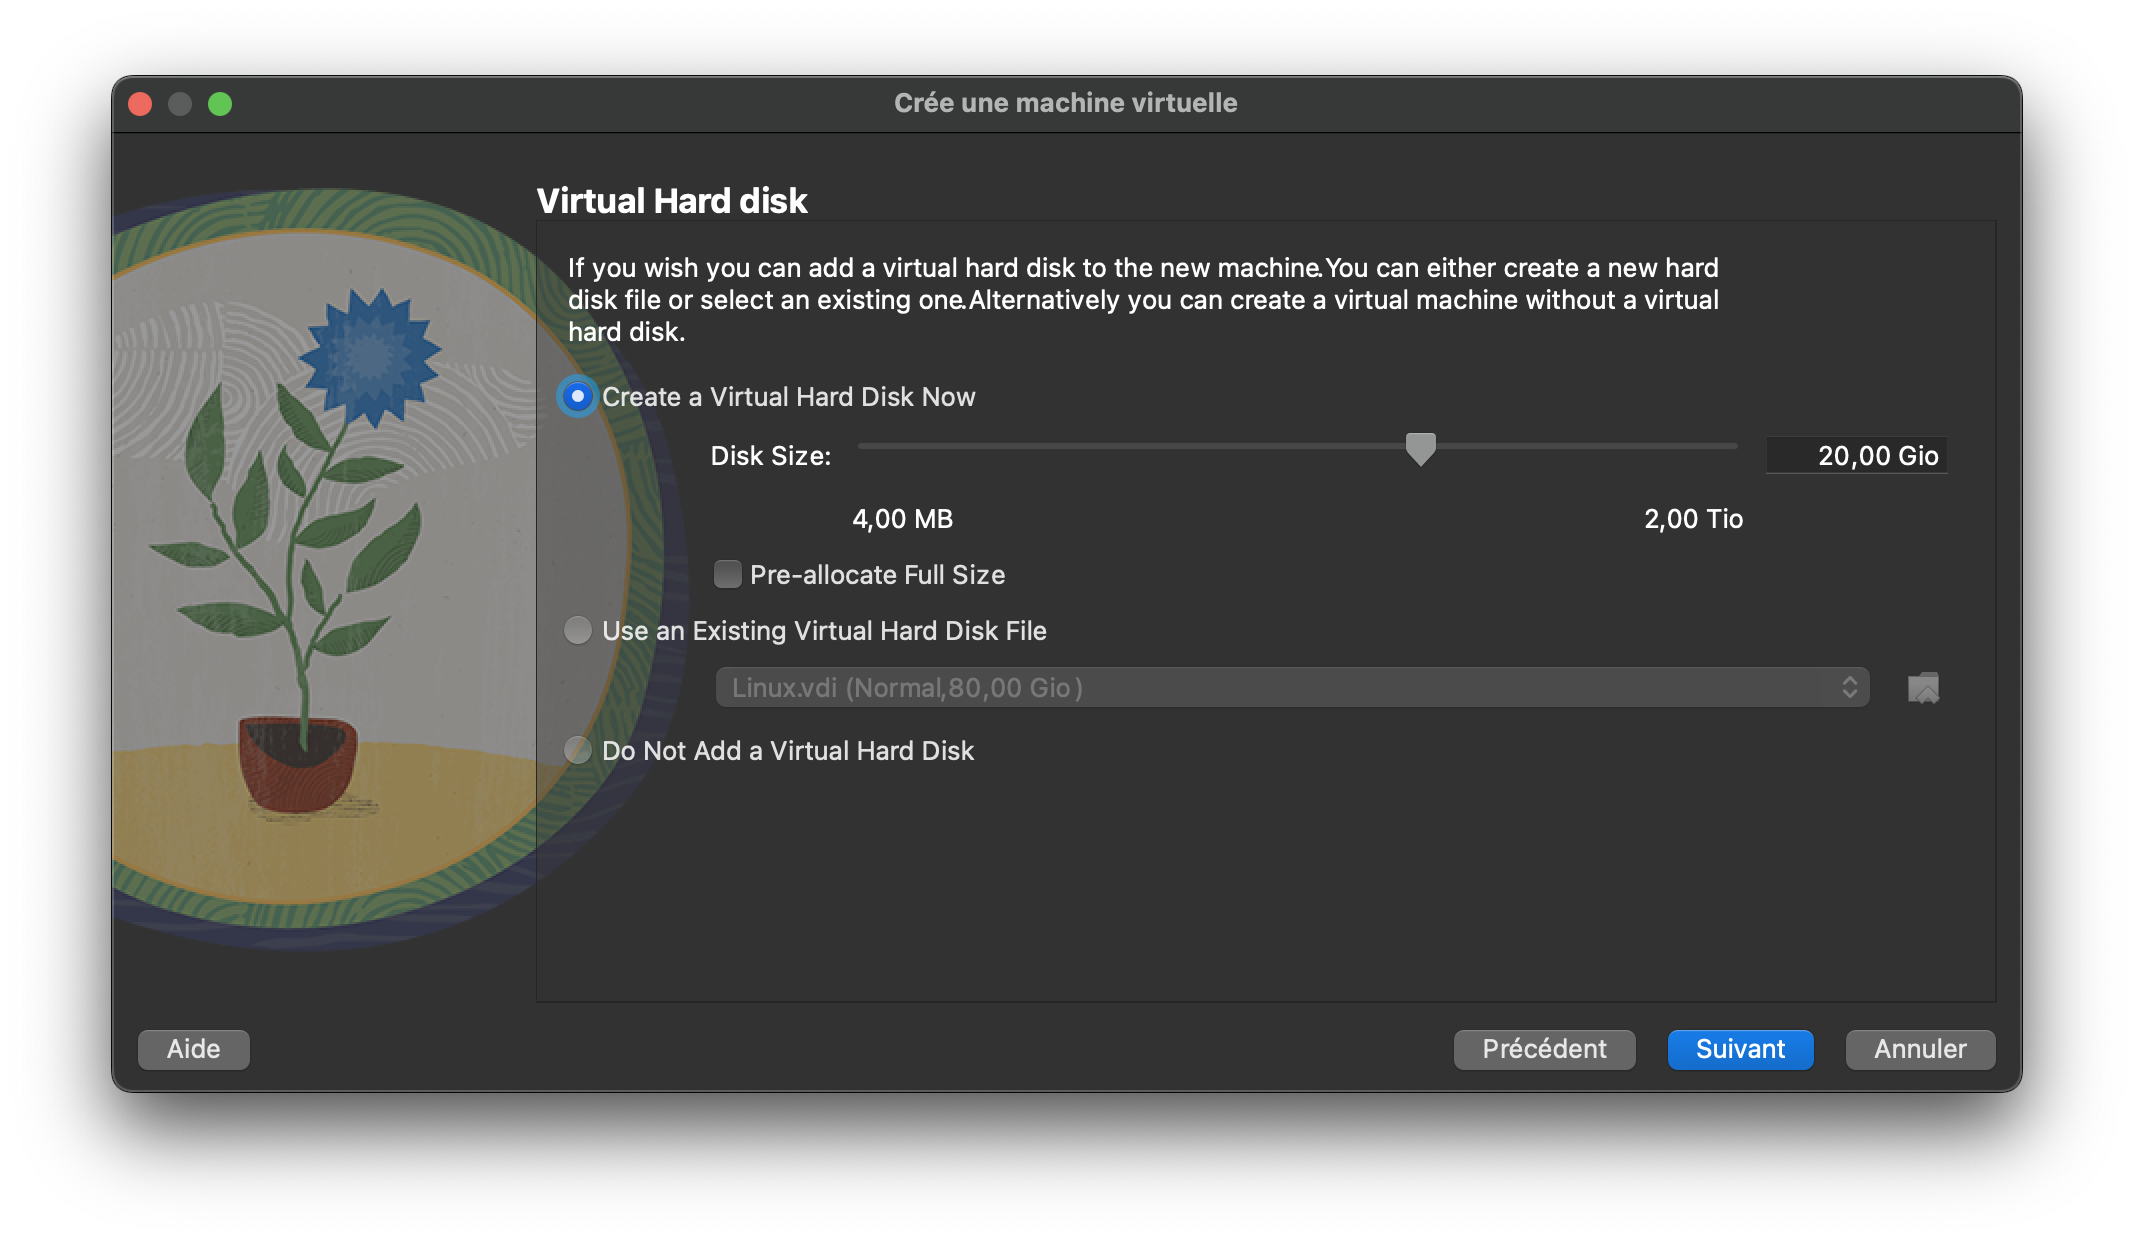 Crée une machine virtuelle
Virtual Hard disk
If you wish you can add a virtual hard disk to the new machine. You can either create a new hard
disk file or select an existing one. Alternatively you can create a virtual machine without a virtual
hard disk.
Create a Virtual Hard Disk Now
Disk Size:
20,00 Gio
4,00 MB
2,00 Tio
Pre-allocate Full Size
Use an Existing Virtual Hard Disk File
Linux.vdi (Normal,80,00 Gio)
Do Not Add a Virtual Hard Disk
Aide
Précédent
Suivant
Annuler